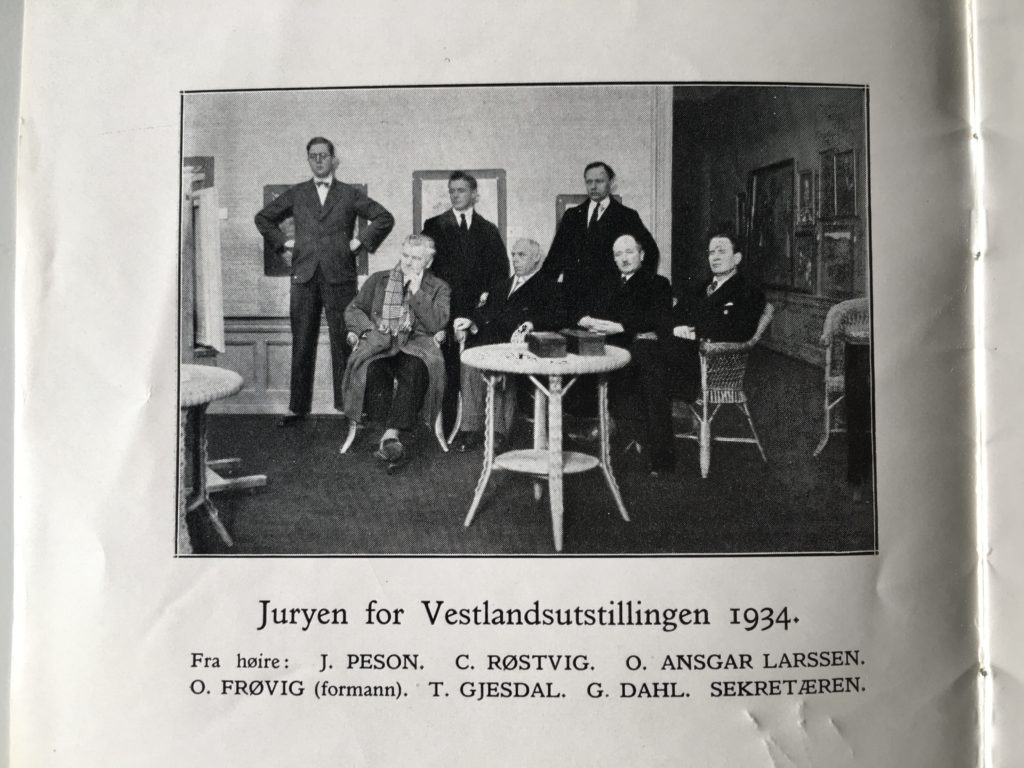 Juryen for Vestlandsutstillingen 1934.
Fra høire: J. PESON. C. RØSTVIG. O. ANSGAR LARSSEN.
O. FRØVIG (formann). T. GJESDAL. G. DAHL. SEKRETÆREN.